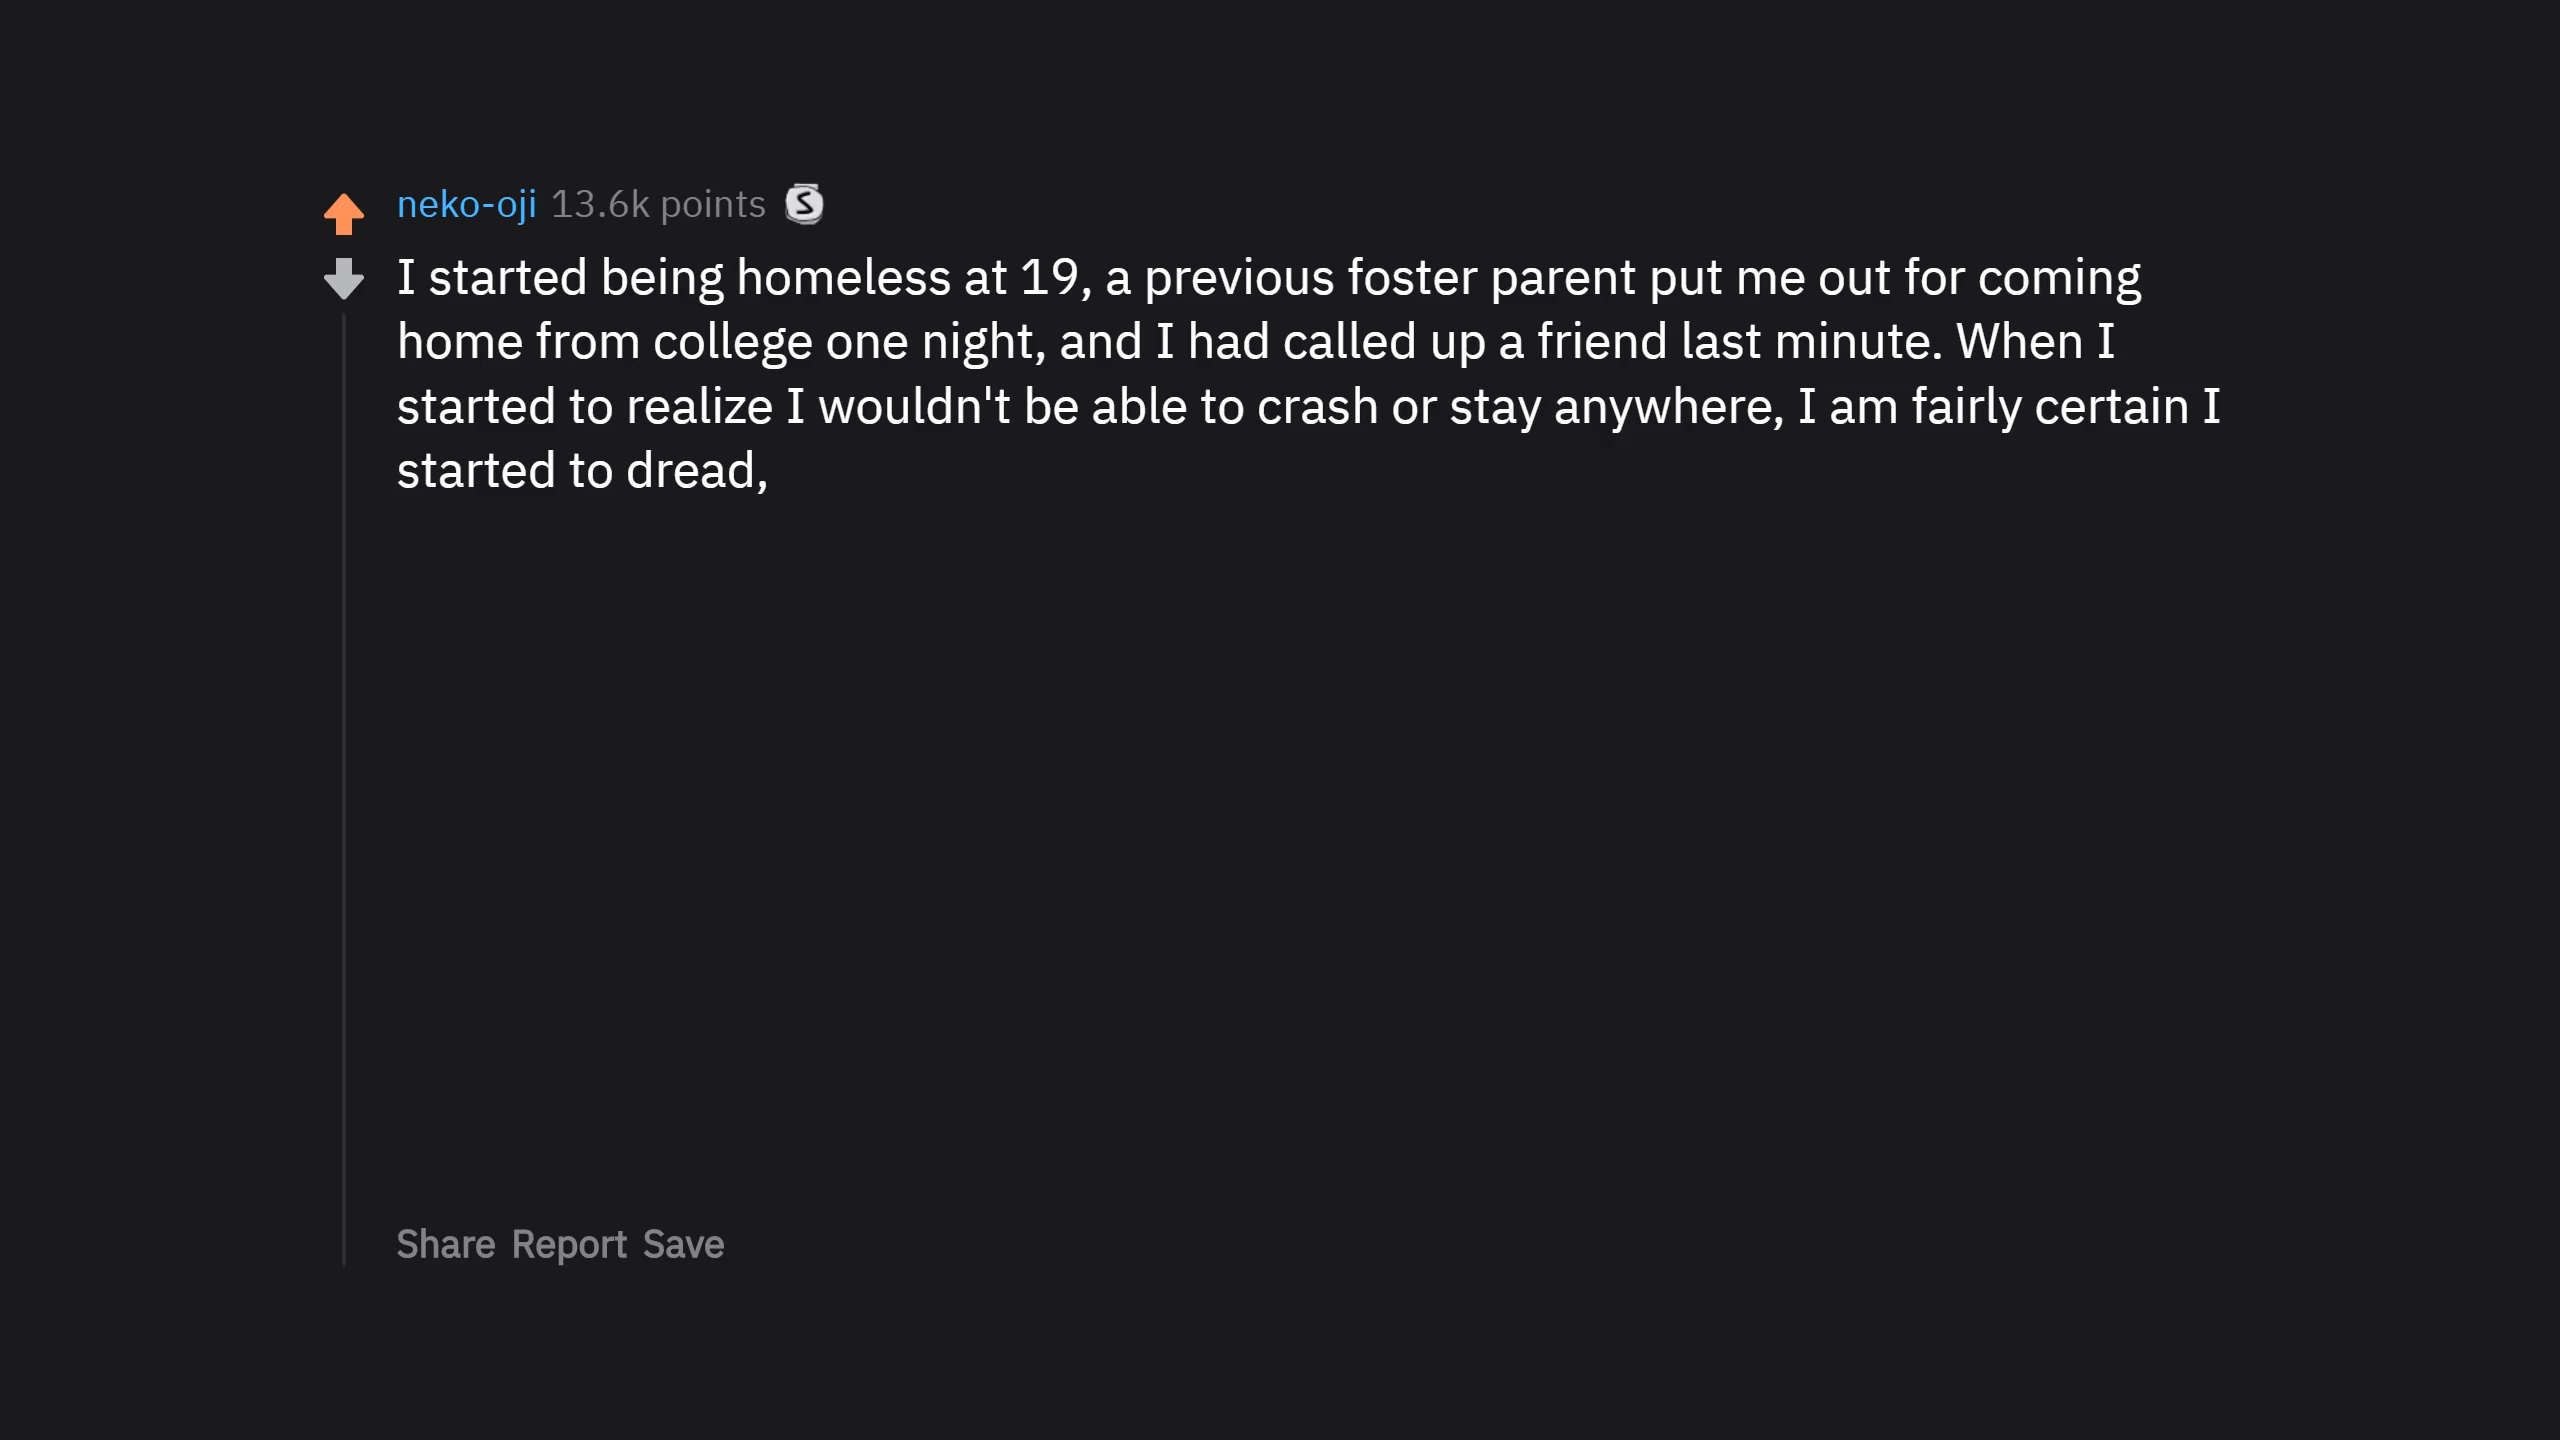 neko-oji 13.6k points S
I started being homeless at 19, a previous foster parent put me out for coming
home from college one night, and I had called up a friend last minute. When I
started to realize I wouldn't be able to crash or stay anywhere, I am fairly certain I
started to dread,
Share Report Save